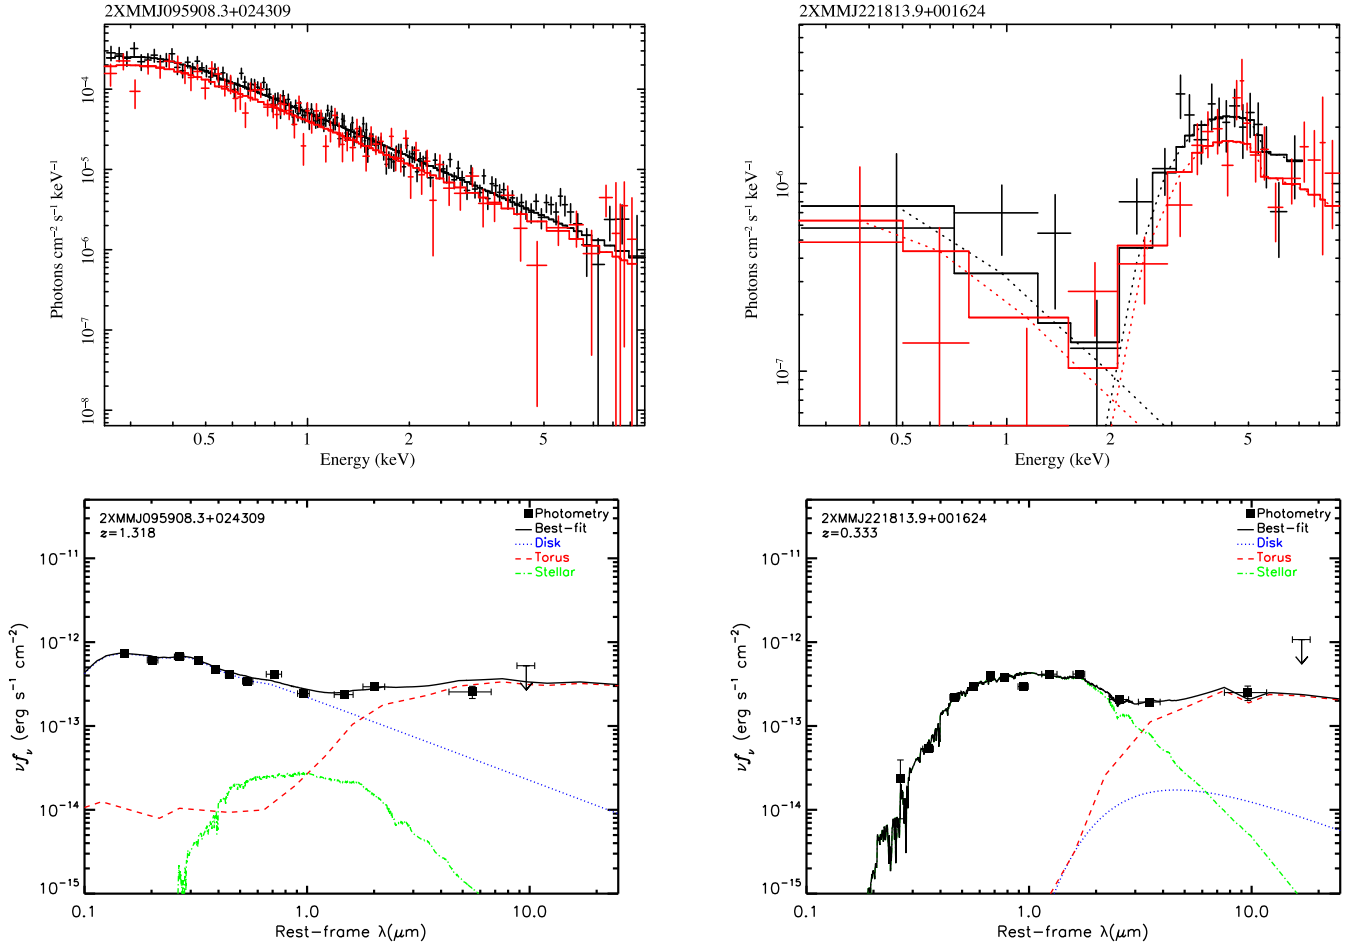 2XMMJ095908.3+024309
Photons cm⁻² s⁻¹ keV⁻¹
10⁻⁴
10⁻⁵
10⁻⁶
10⁻⁷
10⁻⁸
0.5 1 2 5
Energy (keV)
2XMMJ221813.9+001624
Photons cm⁻² s⁻¹ keV⁻¹
10⁻⁶
10⁻⁷
0.5 1 2 5
Energy (keV)
2XMMJ095908.3+024309
z=1.318
Photometry
Best-fit
Disk
Torus
Stellar
νfν (erg s⁻¹ cm⁻²)
10⁻¹¹
10⁻¹²
10⁻¹³
10⁻¹⁴
10⁻¹⁵
0.1 1.0 10.0
Rest-frame λ(μm)
2XMMJ221813.9+001624
z=0.333
Photometry
Best-fit
Disk
Torus
Stellar
νfν (erg s⁻¹ cm⁻²)
10⁻¹¹
10⁻¹²
10⁻¹³
10⁻¹⁴
10⁻¹⁵
0.1 1.0 10.0
Rest-frame λ(μm)